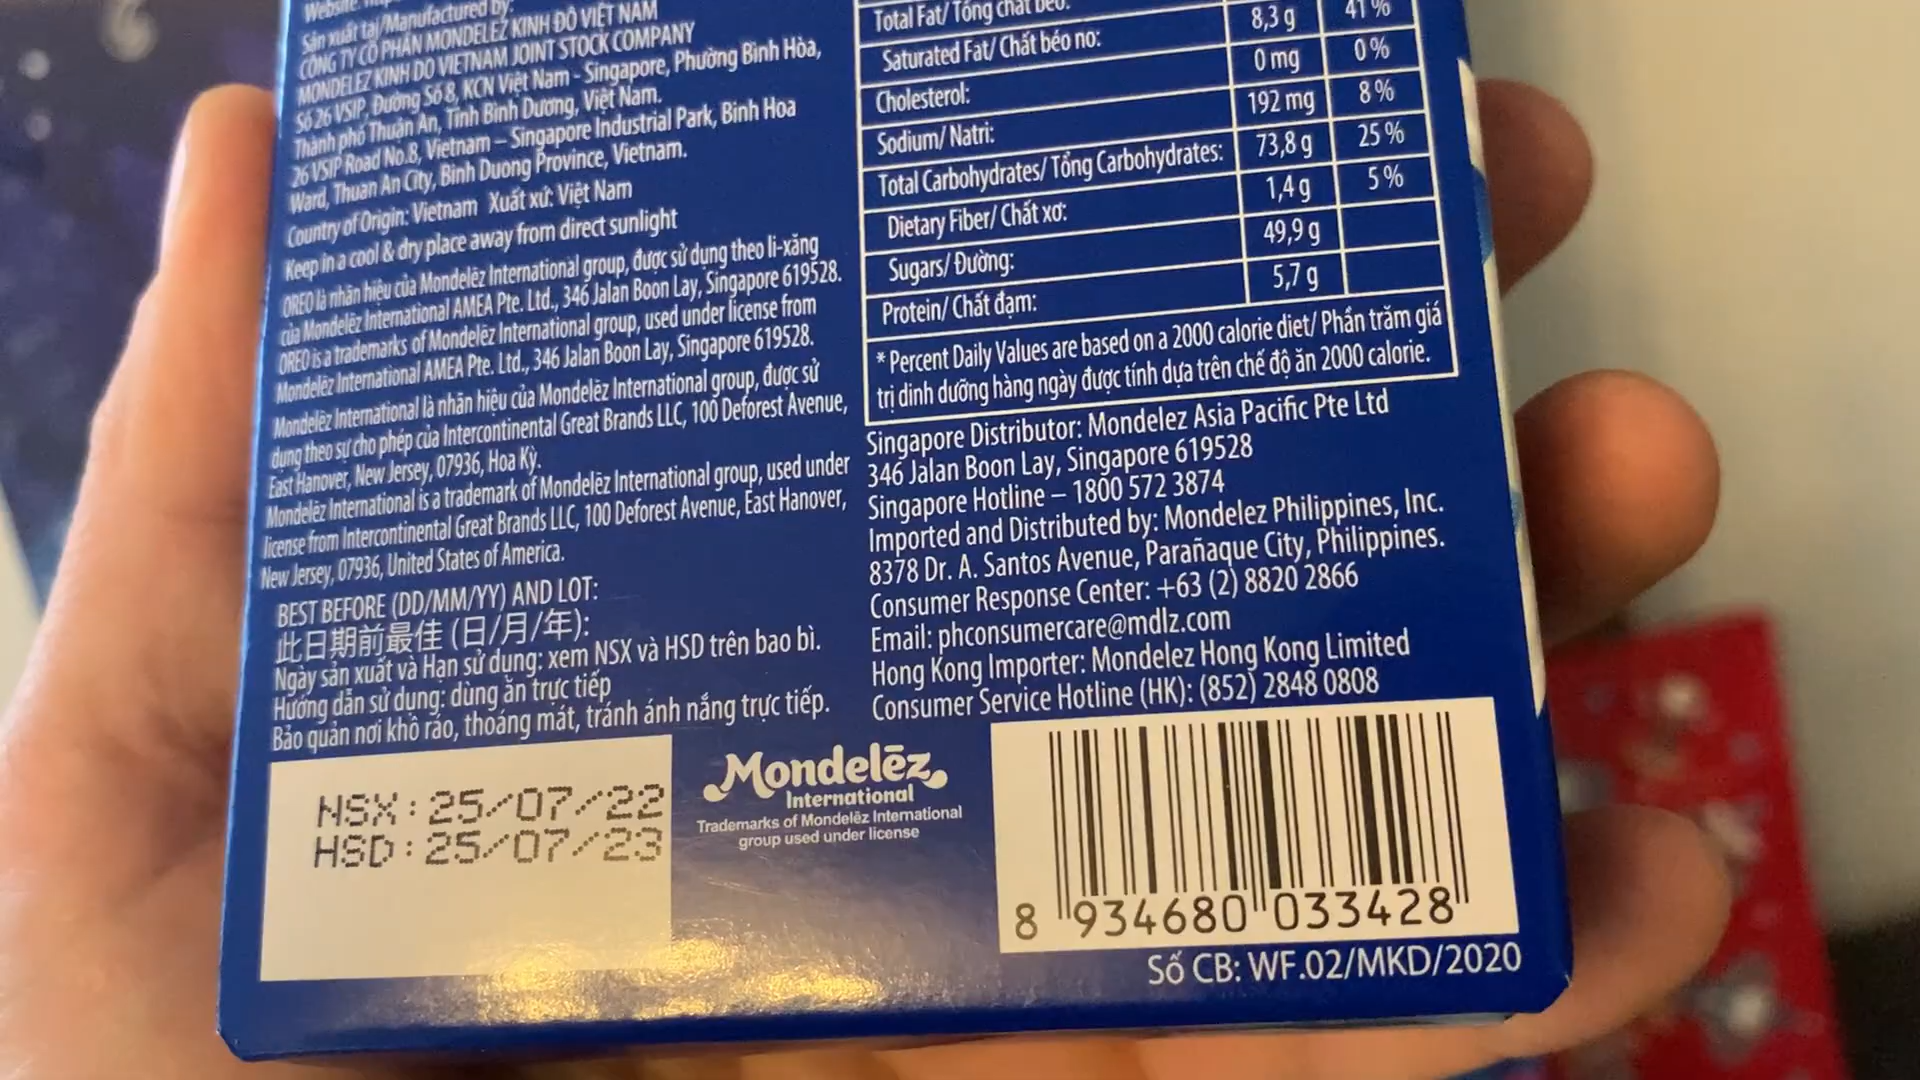 Website:
Sản xuất tại/Manufactured by:
CÔNG TY CỔ PHẦN MONDELEZ KINH ĐÔ VIỆT NAM
MONDELEZ KINH DO VIETNAM JOINT STOCK COMPANY
Số 26 VSIP, Đường Số 8, KCN Việt Nam - Singapore, Phường Bình Hòa,
Thành phố Thuận An, Tỉnh Bình Dương, Việt Nam.
26 VSIP Road No.8, Vietnam – Singapore Industrial Park, Binh Hoa
Ward, Thuan An City, Binh Duong Province, Vietnam.
Country of Origin: Vietnam Xuất xứ: Việt Nam
Keep in a cool & dry place away from direct sunlight
OREO là nhãn hiệu của Mondelēz International group, được sử dụng theo li-xăng
của Mondelēz International AMEA Pte. Ltd., 346 Jalan Boon Lay, Singapore 619528.
OREO is a trademarks of Mondelēz International group, used under license from
Mondelēz International AMEA Pte. Ltd., 346 Jalan Boon Lay, Singapore 619528.
Mondelēz International là nhãn hiệu của Mondelēz International group, được sử
dụng theo sự cho phép của Intercontinental Great Brands LLC, 100 Deforest Avenue,
East Hanover, New Jersey, 07936, Hoa Kỳ.
Mondelēz International is a trademark of Mondelēz International group, used under
license from Intercontinental Great Brands LLC, 100 Deforest Avenue, East Hanover,
New Jersey, 07936, United States of America.
BEST BEFORE (DD/MM/YY) AND LOT:
此日期前最佳 (日/月/年):
Ngày sản xuất và Hạn sử dụng: xem NSX và HSD trên bao bì.
Hướng dẫn sử dụng: dùng ăn trực tiếp
Bảo quản nơi khô ráo, thoáng mát, tránh ánh nắng trực tiếp.
NSX:25/07/22
HSD:25/07/23
Mondelēz
International
Trademarks of Mondelēz International
group used under license
Total Fat/ Tổng chất béo:
Saturated Fat/ Chất béo no: 8,3 g 41 %
Cholesterol: 0 mg 0 %
Sodium/ Natri: 192 mg 8 %
Total Carbohydrates/ Tổng Carbohydrates: 73,8 g 25 %
Dietary Fiber/ Chất xơ: 1,4 g 5 %
Sugars/ Đường: 49,9 g
Protein/ Chất đạm: 5,7 g
* Percent Daily Values are based on a 2000 calorie diet/ Phần trăm giá
trị dinh dưỡng hàng ngày được tính dựa trên chế độ ăn 2000 calorie.
Singapore Distributor: Mondelez Asia Pacific Pte Ltd
346 Jalan Boon Lay, Singapore 619528
Singapore Hotline – 1800 572 3874
Imported and Distributed by: Mondelez Philippines, Inc.
8378 Dr. A. Santos Avenue, Parañaque City, Philippines.
Consumer Response Center: +63 (2) 8820 2866
Email: phconsumercare@mdlz.com
Hong Kong Importer: Mondelez Hong Kong Limited
Consumer Service Hotline (HK): (852) 2848 0808
8 934680 033428
Số CB: WF.02/MKD/2020